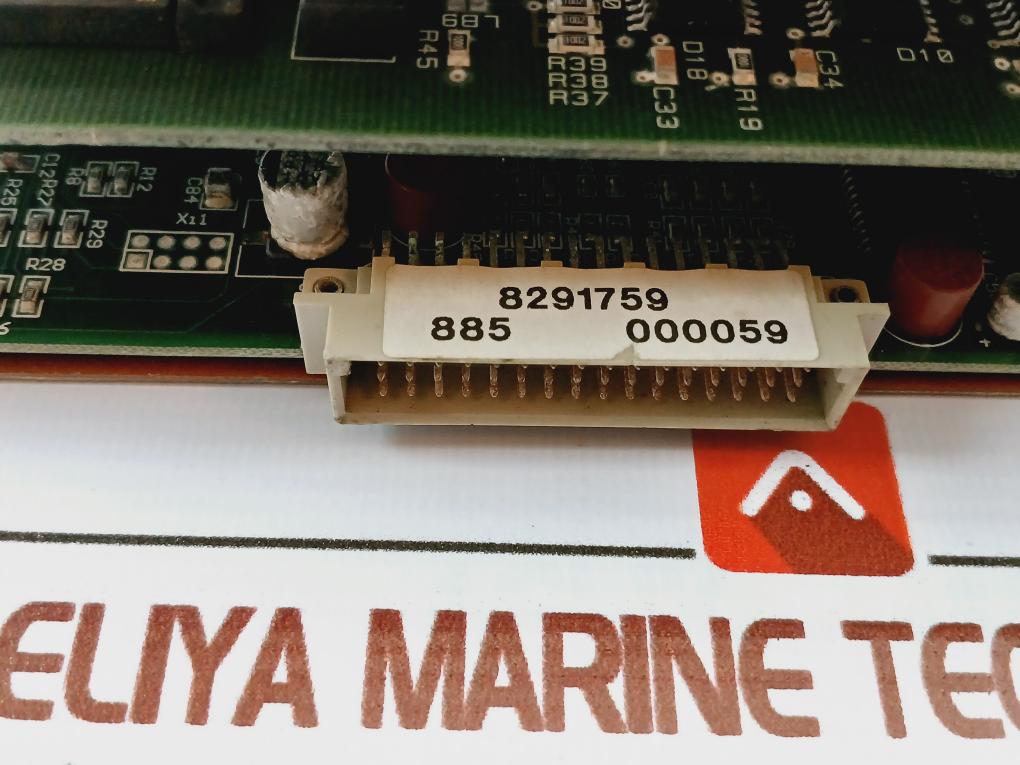 L89
R45
R39
R38
R37
C33
D18
R19
C34
D10
C12
R27
R25
R8
R12
C84
X11
R29
R28
8291759
885 000059
ELIYA MARINE TEC